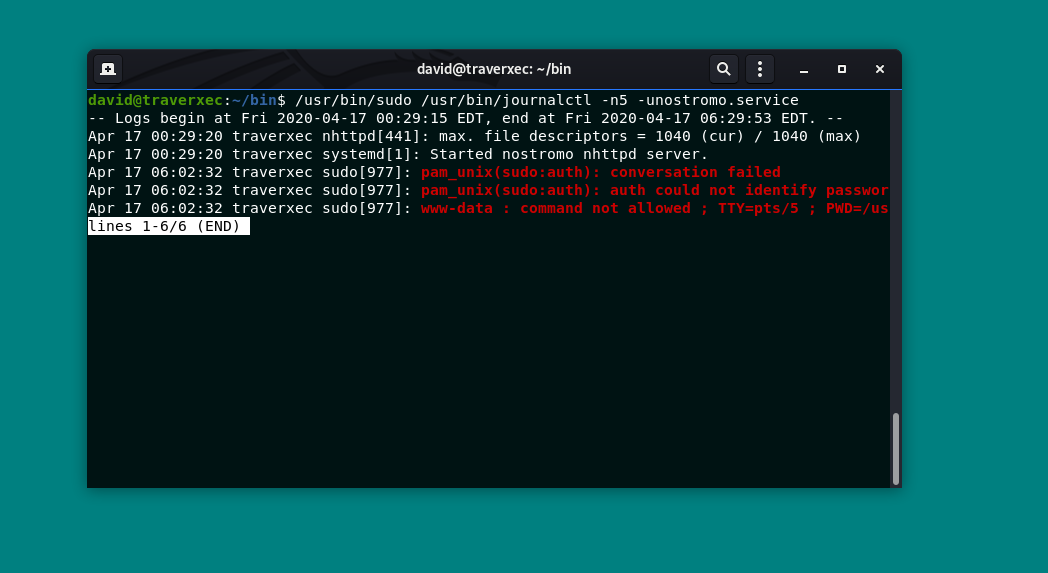 david@traverxec: ~/bin
david@traverxec:~/bin$ /usr/bin/sudo /usr/bin/journalctl -n5 -unostromo.service
-- Logs begin at Fri 2020-04-17 00:29:15 EDT, end at Fri 2020-04-17 06:29:53 EDT. --
Apr 17 00:29:20 traverxec nhttpd[441]: max. file descriptors = 1040 (cur) / 1040 (max)
Apr 17 00:29:20 traverxec systemd[1]: Started nostromo nhttpd server.
Apr 17 06:02:32 traverxec sudo[977]: pam_unix(sudo:auth): conversation failed
Apr 17 06:02:32 traverxec sudo[977]: pam_unix(sudo:auth): auth could not identify passwor
Apr 17 06:02:32 traverxec sudo[977]: www-data : command not allowed ; TTY=pts/5 ; PWD=/us
lines 1-6/6 (END)